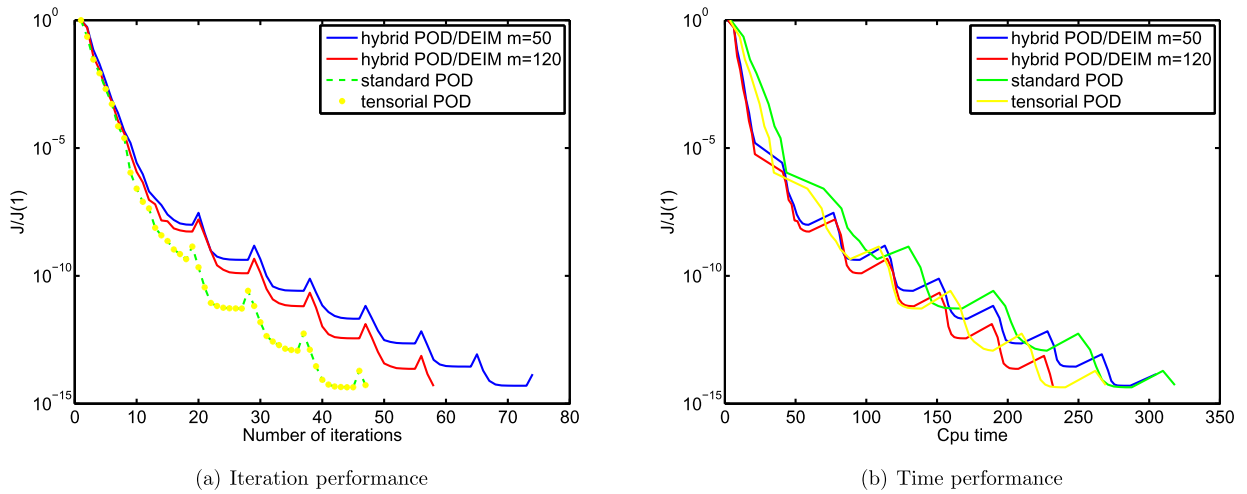 10^0
10^-5
10^-10
10^-15
J/J(1)
hybrid POD/DEIM m=50
hybrid POD/DEIM m=120
standard POD
tensorial POD
0 10 20 30 40 50 60 70 80
Number of iterations
(a) Iteration performance
10^0
10^-5
10^-10
10^-15
J/J(1)
hybrid POD/DEIM m=50
hybrid POD/DEIM m=120
standard POD
tensorial POD
0 50 100 150 200 250 300 350
Cpu time
(b) Time performance